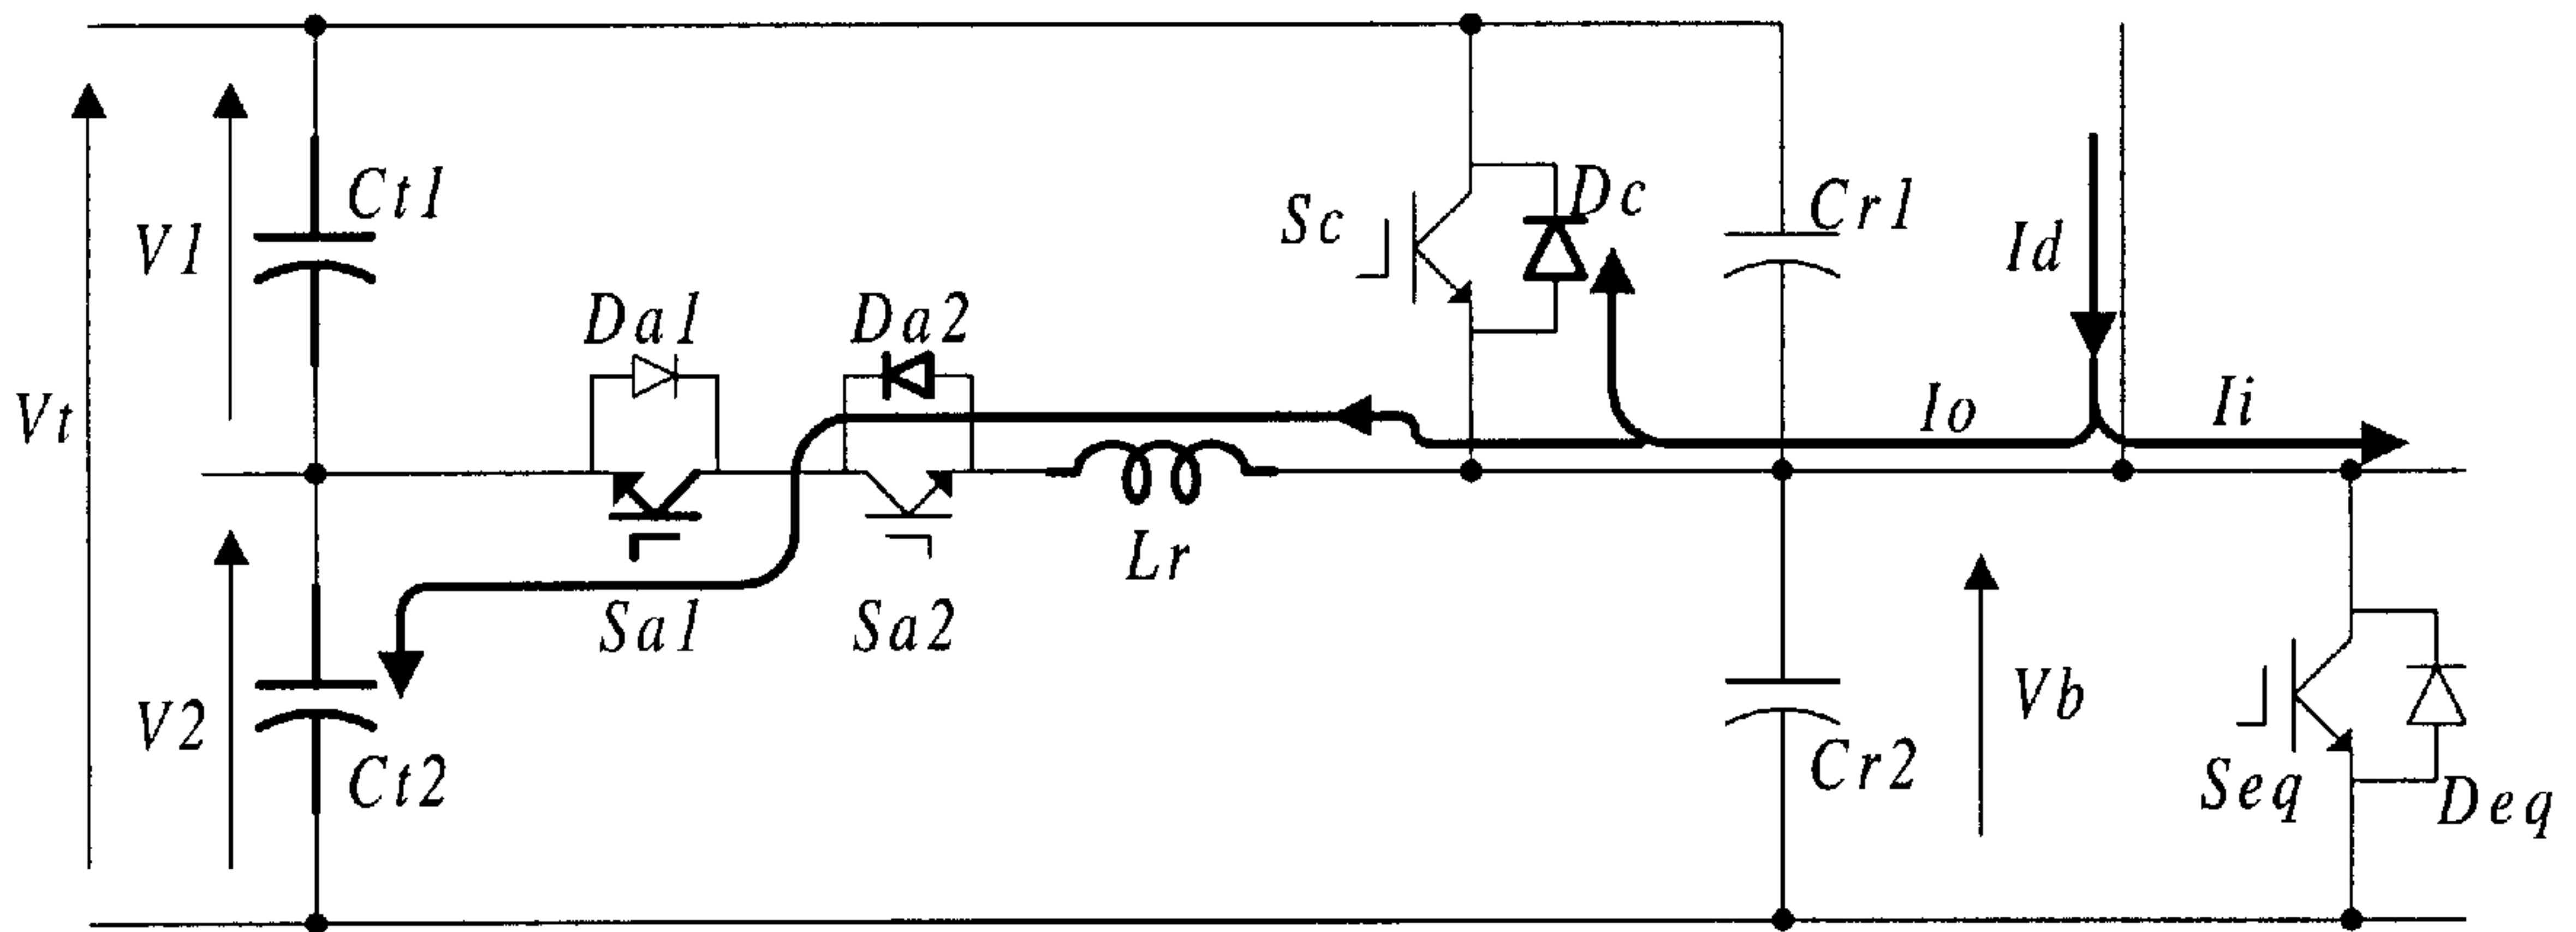 Ct1
Dc
Cr1
Sc
V1
Id
Da1
Da2
Vt
Io
Ii
Lr
Sa1
Sa2
Vb
V2
Ct2
Cr2
Seq
Deq